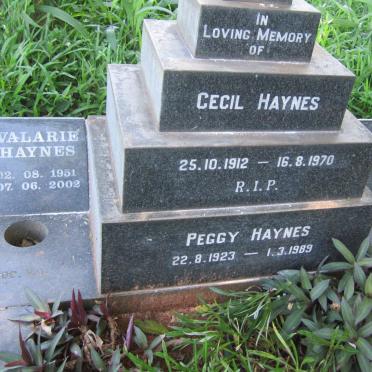 IN
LOVING MEMORY
OF
CECIL HAYNES
25.10.1912 — 16.8.1970
R.I.P.
PEGGY HAYNES
22.8.1923 — 1.3.1989
VALARIE
HAYNES
02. 08. 1951
07. 06. 2002